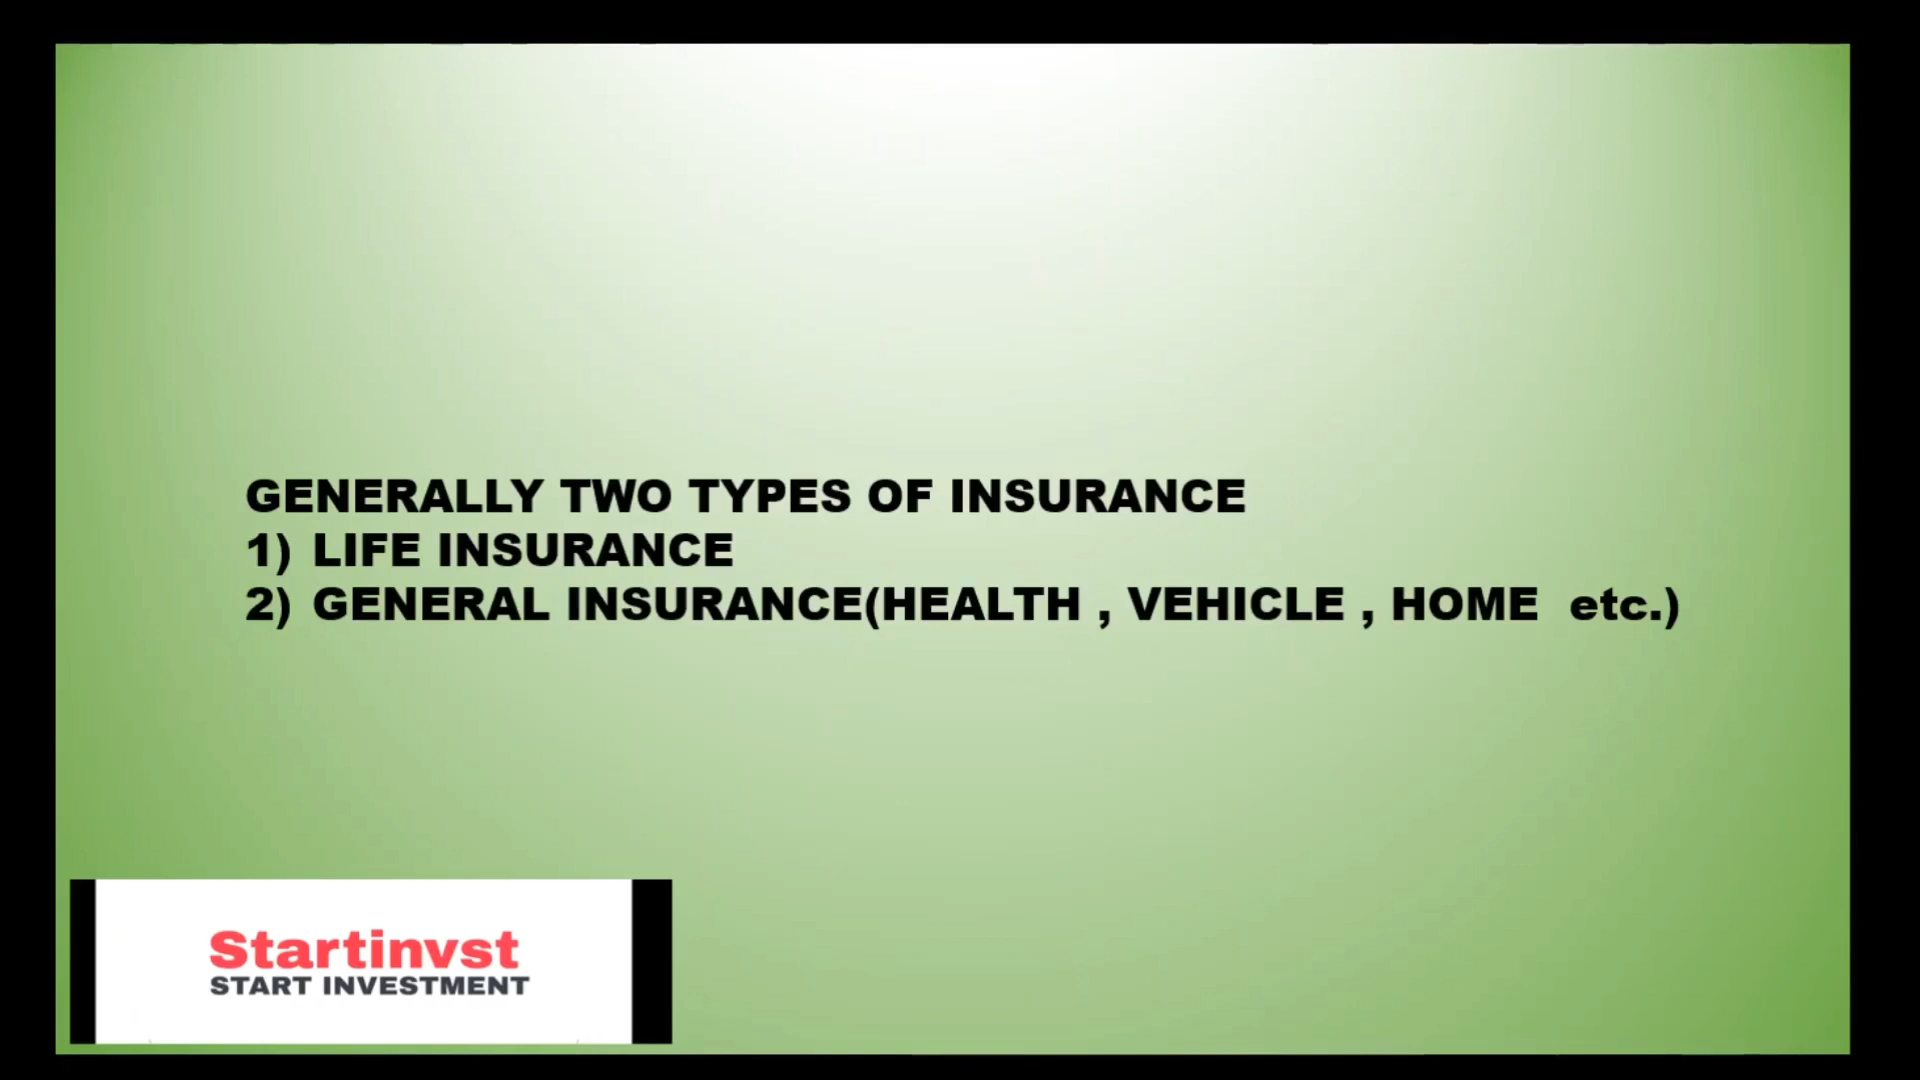 GENERALLY TWO TYPES OF INSURANCE
1) LIFE INSURANCE
2) GENERAL INSURANCE(HEALTH , VEHICLE , HOME etc.)
Startinvst
START INVESTMENT